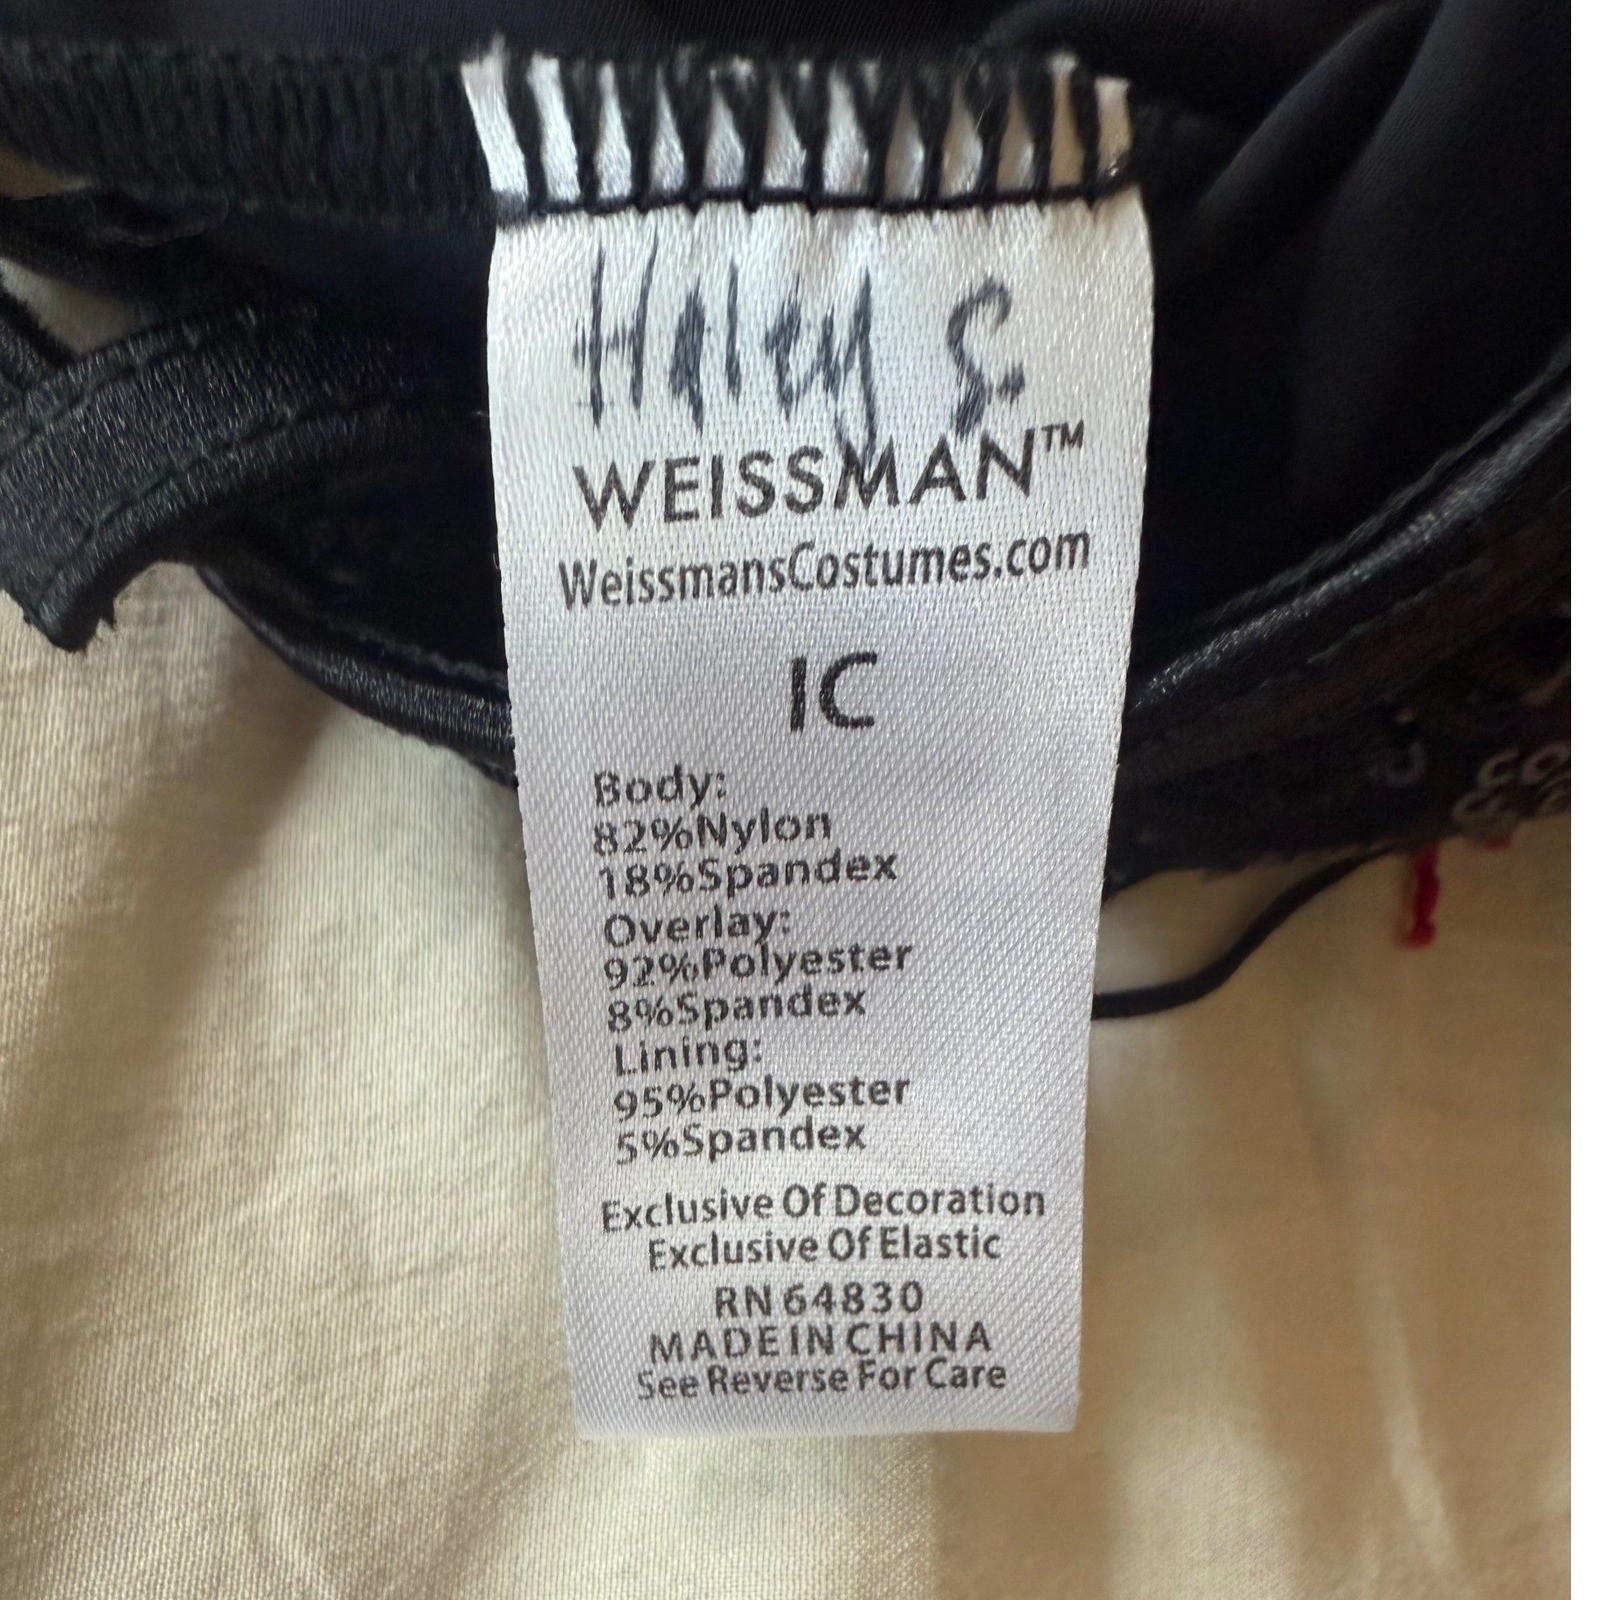 Haley S.
WEISSMAN™
WeissmansCostumes.com
IC
Body:
82%Nylon
18%Spandex
Overlay:
92%Polyester
8%Spandex
Lining:
95%Polyester
5%Spandex
Exclusive Of Decoration
Exclusive Of Elastic
RN 64830
MADE IN CHINA
See Reverse For Care